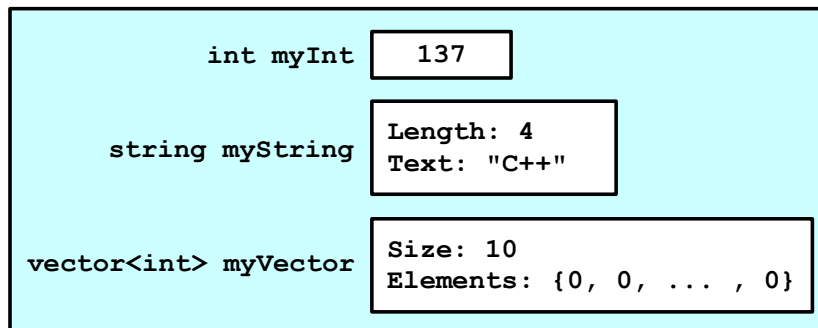 int myInt 137
string myString
Length: 4
Text: "C++"
vector<int> myVector
Size: 10
Elements: {0, 0, ... , 0}